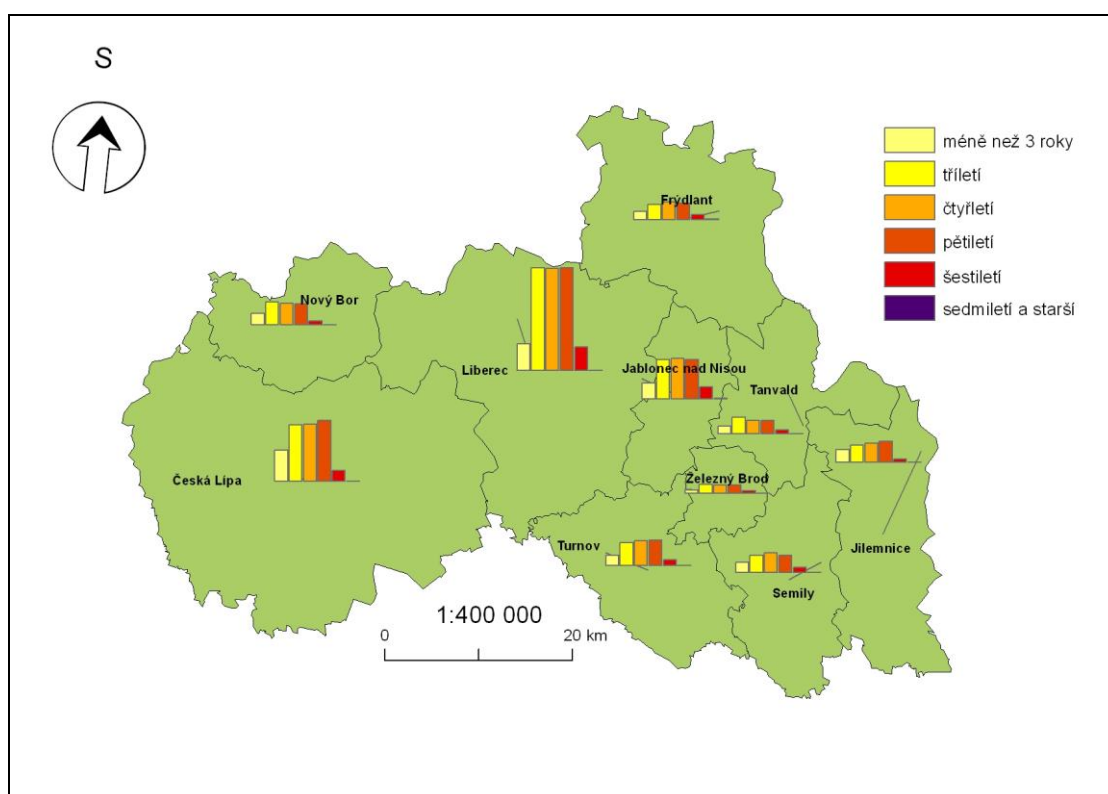 S
méně než 3 roky
tříletí
čtyřletí
pětiletí
šestiletí
sedmiletí a starší
Frýdlant
Nový Bor
Liberec
Jablonec nad Nisou
Tanvald
Česká Lípa
Železný Brod
Turnov
Jilemnice
Semily
1:400 000
0 20 km